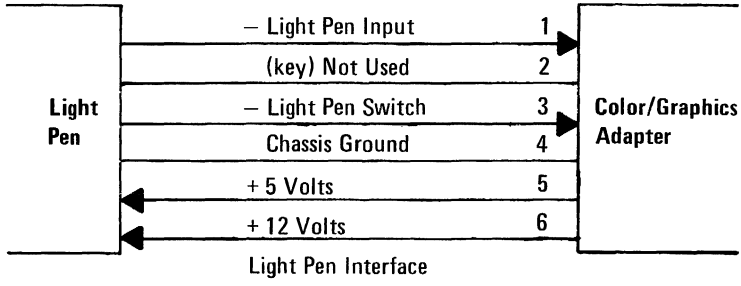 − Light Pen Input 1
(key) Not Used 2
Light Pen
− Light Pen Switch 3
Color/Graphics Adapter
Chassis Ground 4
+ 5 Volts 5
+ 12 Volts 6
Light Pen Interface